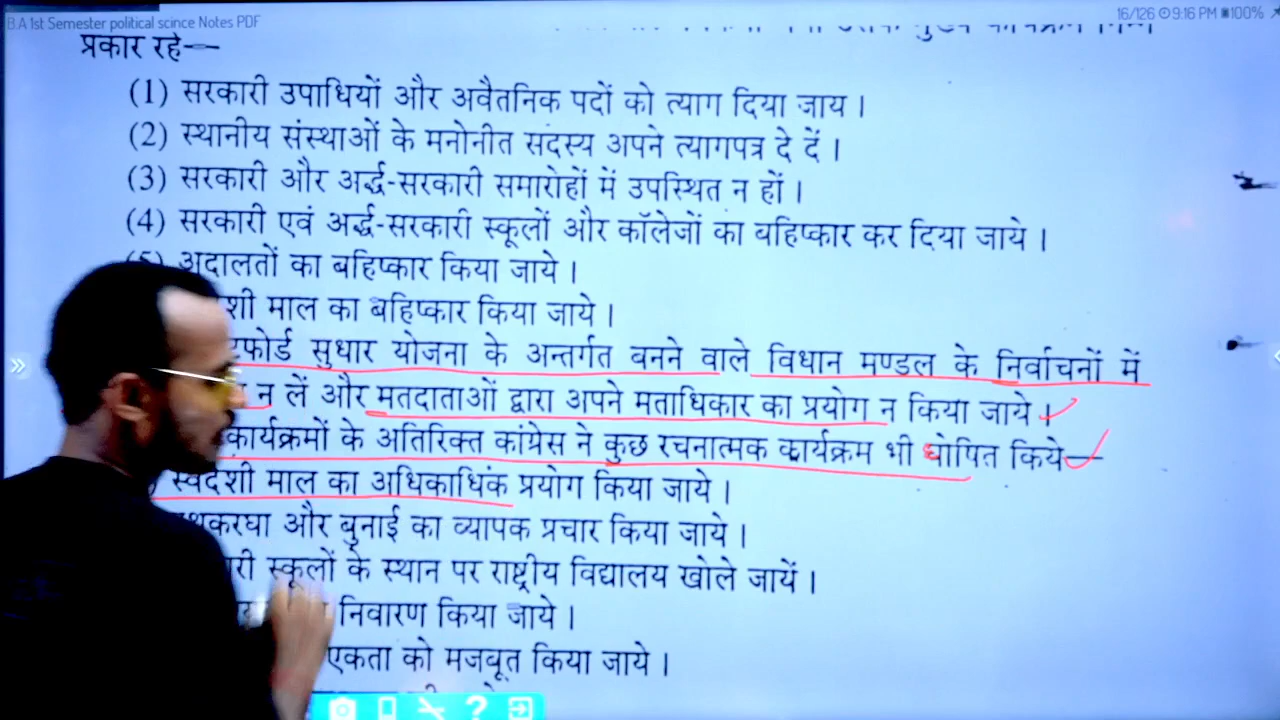 B.A 1st Semester political scince Notes PDF
16/126 9:16 PM 100%
प्रकार रहे—
(1) सरकारी उपाधियों और अवैतनिक पदों को त्याग दिया जाय ।
(2) स्थानीय संस्थाओं के मनोनीत सदस्य अपने त्यागपत्र दे दें ।
(3) सरकारी और अर्द्ध-सरकारी समारोहों में उपस्थित न हों ।
(4) सरकारी एवं अर्द्ध-सरकारी स्कूलों और कॉलेजों का बहिष्कार कर दिया जाये ।
(5) अदालतों का बहिष्कार किया जाये ।
शी माल का बहिष्कार किया जाये ।
फोर्ड सुधार योजना के अन्तर्गत बनने वाले विधान मण्डल के निर्वाचनों में
न लें और मतदाताओं द्वारा अपने मताधिकार का प्रयोग न किया जाये ।
कार्यक्रमों के अतिरिक्त कांग्रेस ने कुछ रचनात्मक कार्यक्रम भी घोषित किये—
स्वदेशी माल का अधिकाधिक प्रयोग किया जाये ।
करघा और बुनाई का व्यापक प्रचार किया जाये ।
री स्कूलों के स्थान पर राष्ट्रीय विद्यालय खोले जायें ।
निवारण किया जाये ।
एकता को मजबूत किया जाये ।